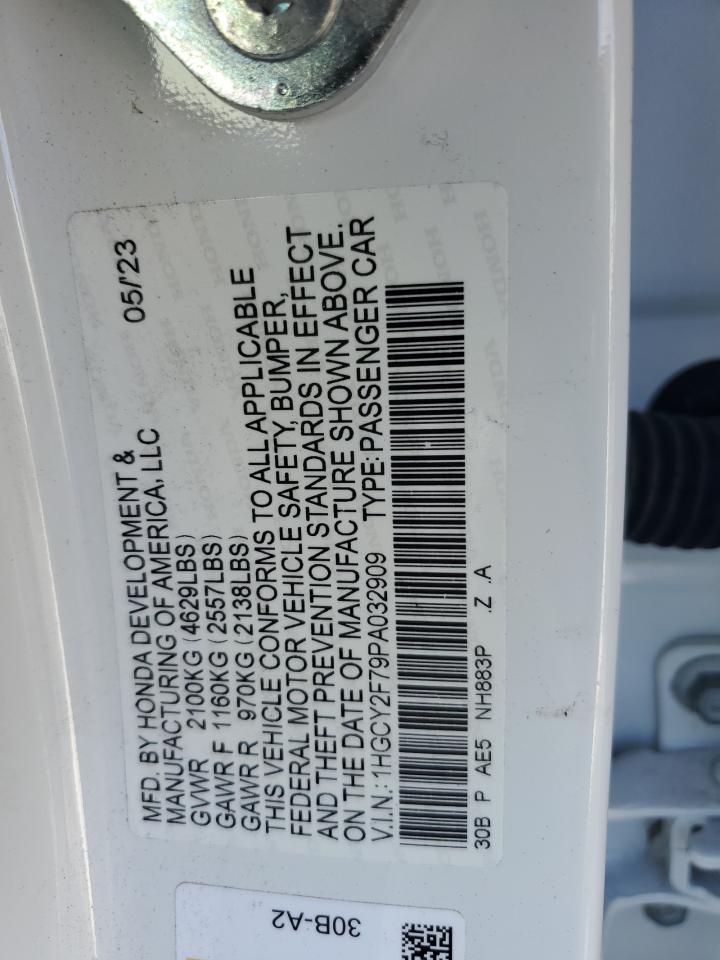 MFD. BY HONDA DEVELOPMENT & 05/'23
MANUFACTURING OF AMERICA, LLC
GVWR 2100KG (4629LBS)
GAWR F 1160KG (2557LBS)
GAWR R 970KG (2138LBS)
THIS VEHICLE CONFORMS TO ALL APPLICABLE
FEDERAL MOTOR VEHICLE SAFETY, BUMPER,
AND THEFT PREVENTION STANDARDS IN EFFECT
ON THE DATE OF MANUFACTURE SHOWN ABOVE.
V.I.N.: 1HGCY2F79PA032909 TYPE:PASSENGER CAR
30B P AE5 NH883P .Z .A
30B-A2